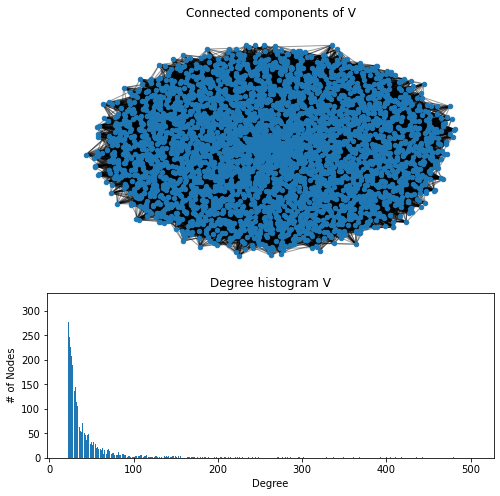 Connected components of V
Degree histogram V
# of Nodes
300
250
200
150
100
50
0
0 100 200 300 400 500
Degree